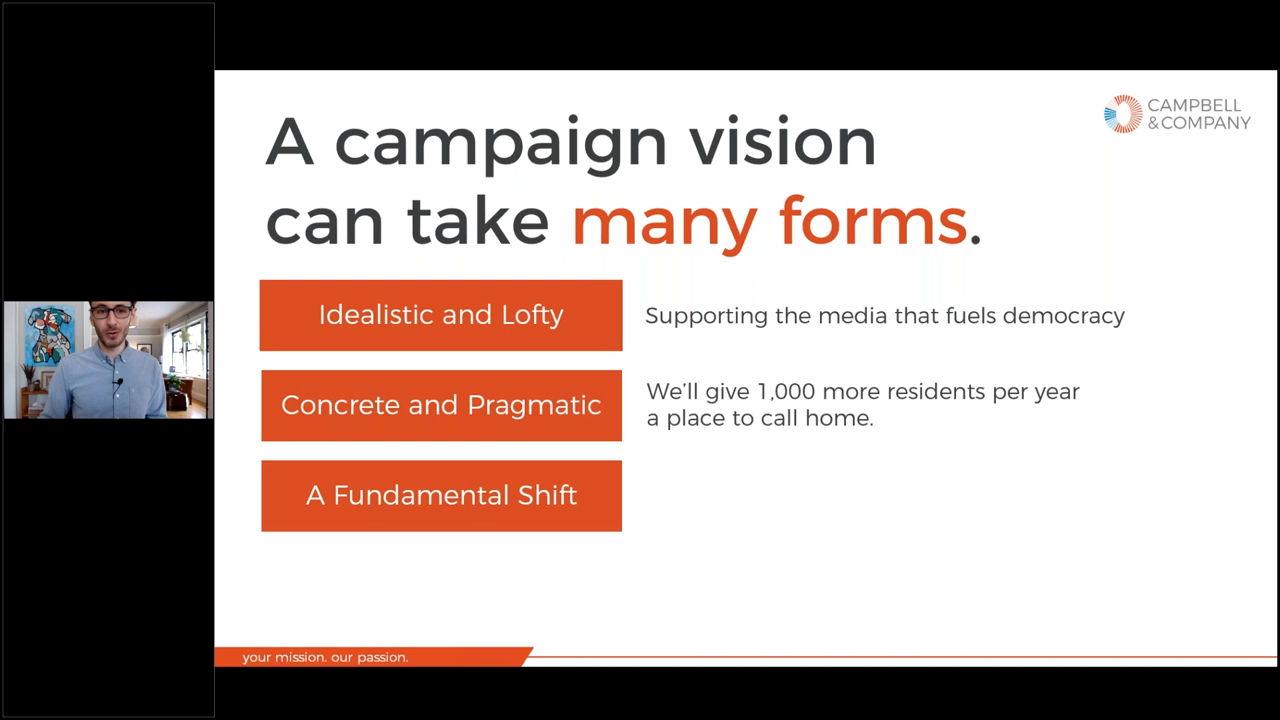 CAMPBELL
&COMPANY
A campaign vision
can take many forms.
Idealistic and Lofty
Supporting the media that fuels democracy
Concrete and Pragmatic
We’ll give 1,000 more residents per year
a place to call home.
A Fundamental Shift
your mission. our passion.